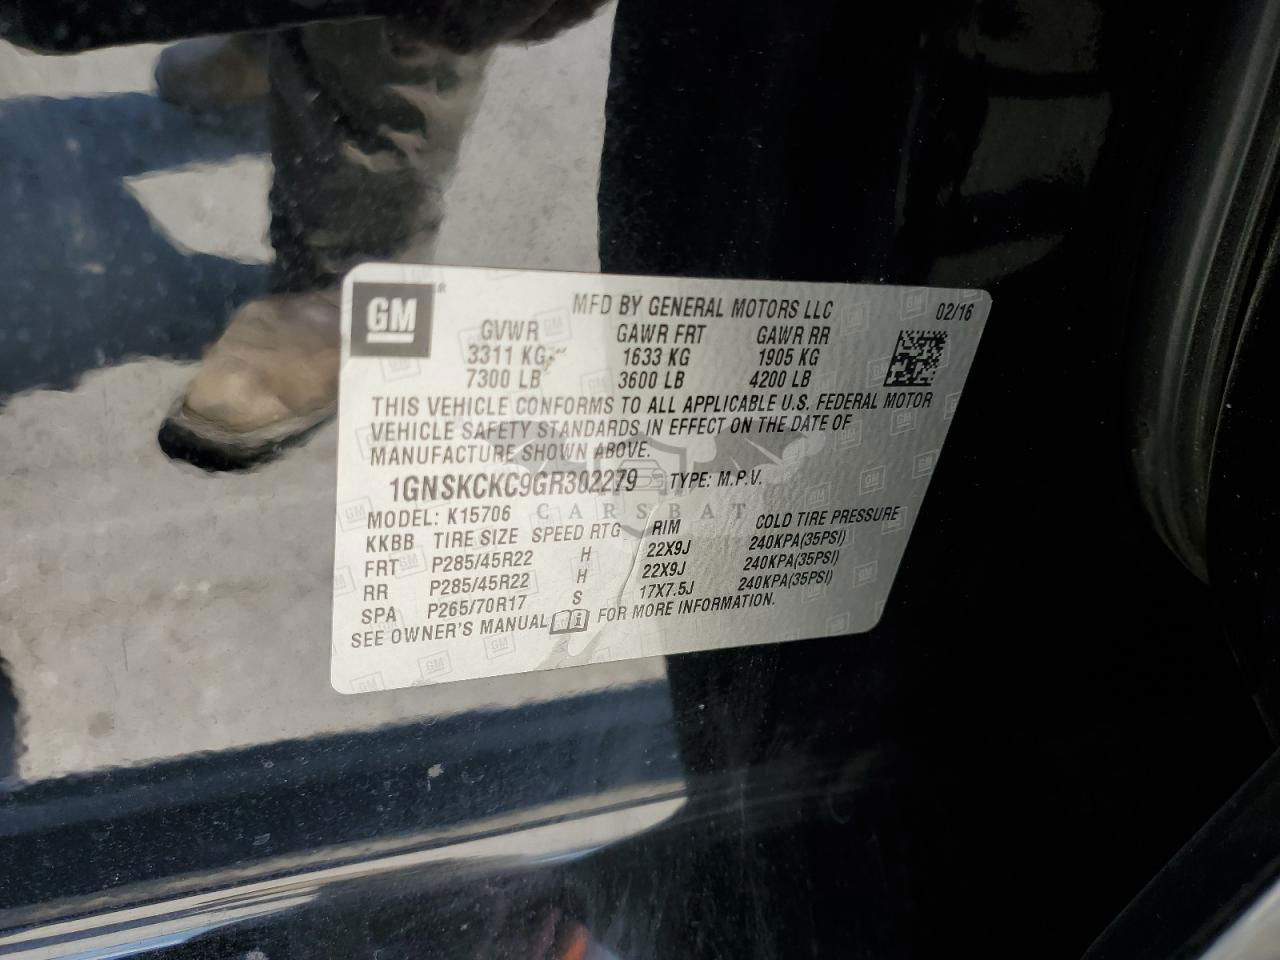 GM ® MFD BY GENERAL MOTORS LLC 02/16
GVWR GAWR FRT GAWR RR
3311 KG 1633 KG 1905 KG
7300 LB 3600 LB 4200 LB
THIS VEHICLE CONFORMS TO ALL APPLICABLE U.S. FEDERAL MOTOR
VEHICLE SAFETY STANDARDS IN EFFECT ON THE DATE OF
MANUFACTURE SHOWN ABOVE.
1GNSKCKC9GR302279 TYPE: M.P.V.
CARSBAT
MODEL: K15706
KKBB TIRE SIZE SPEED RTG RIM COLD TIRE PRESSURE
FRT P285/45R22 H 22X9J 240KPA(35PSI)
RR P285/45R22 H 22X9J 240KPA(35PSI)
SPA P265/70R17 S 17X7.5J 240KPA(35PSI)
SEE OWNER'S MANUAL i FOR MORE INFORMATION.